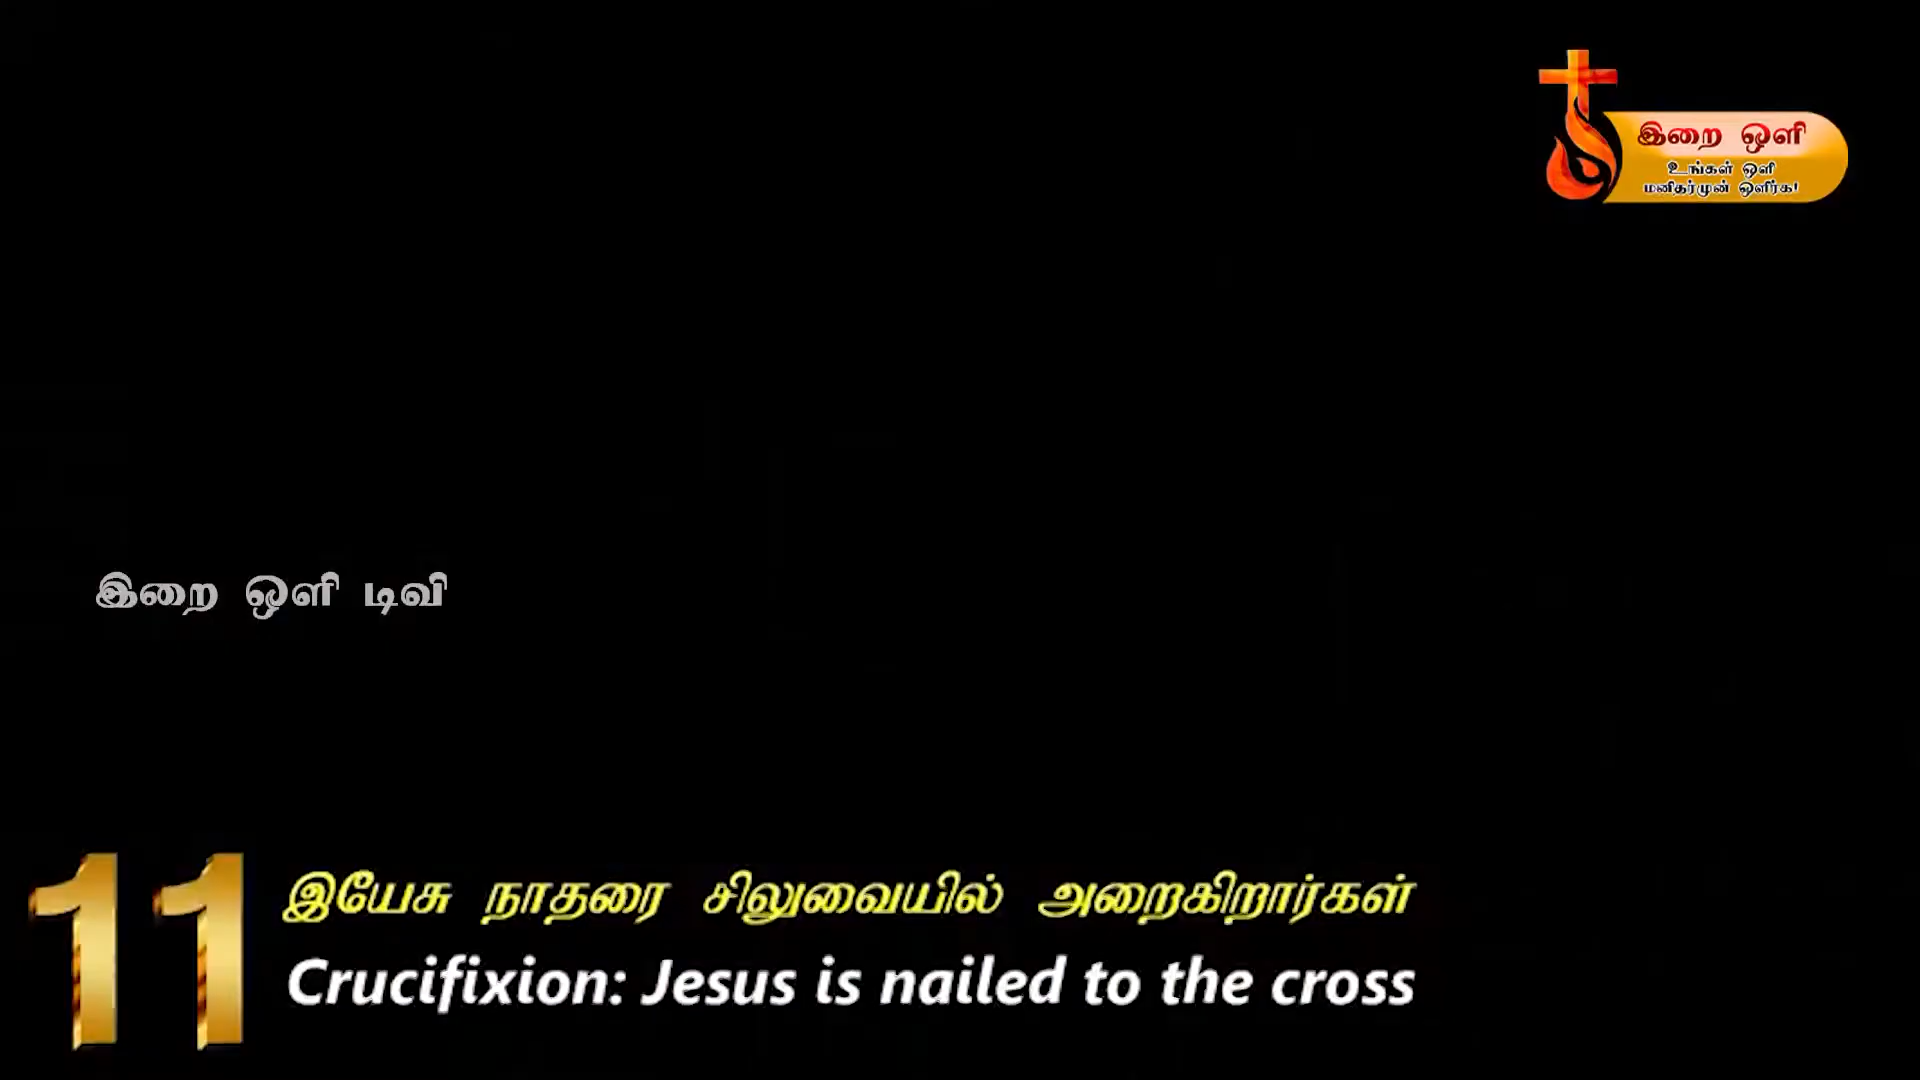 இறை ஒளி
உங்கள் ஒளி
மனிதர்முன் ஒளிர்க!
இறை ஒளி டிவி
11
இயேசு நாதரை சிலுவையில் அறைகிறார்கள்
Crucifixion: Jesus is nailed to the cross